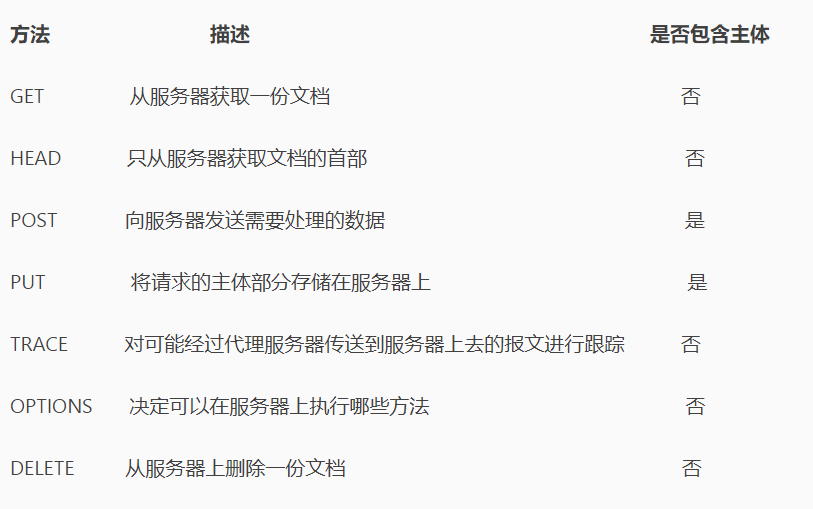 方法 描述 是否包含主体
GET 从服务器获取一份文档 否
HEAD 只从服务器获取文档的首部 否
POST 向服务器发送需要处理的数据 是
PUT 将请求的主体部分存储在服务器上 是
TRACE 对可能经过代理服务器传送到服务器上去的报文进行跟踪 否
OPTIONS 决定可以在服务器上执行哪些方法 否
DELETE 从服务器上删除一份文档 否